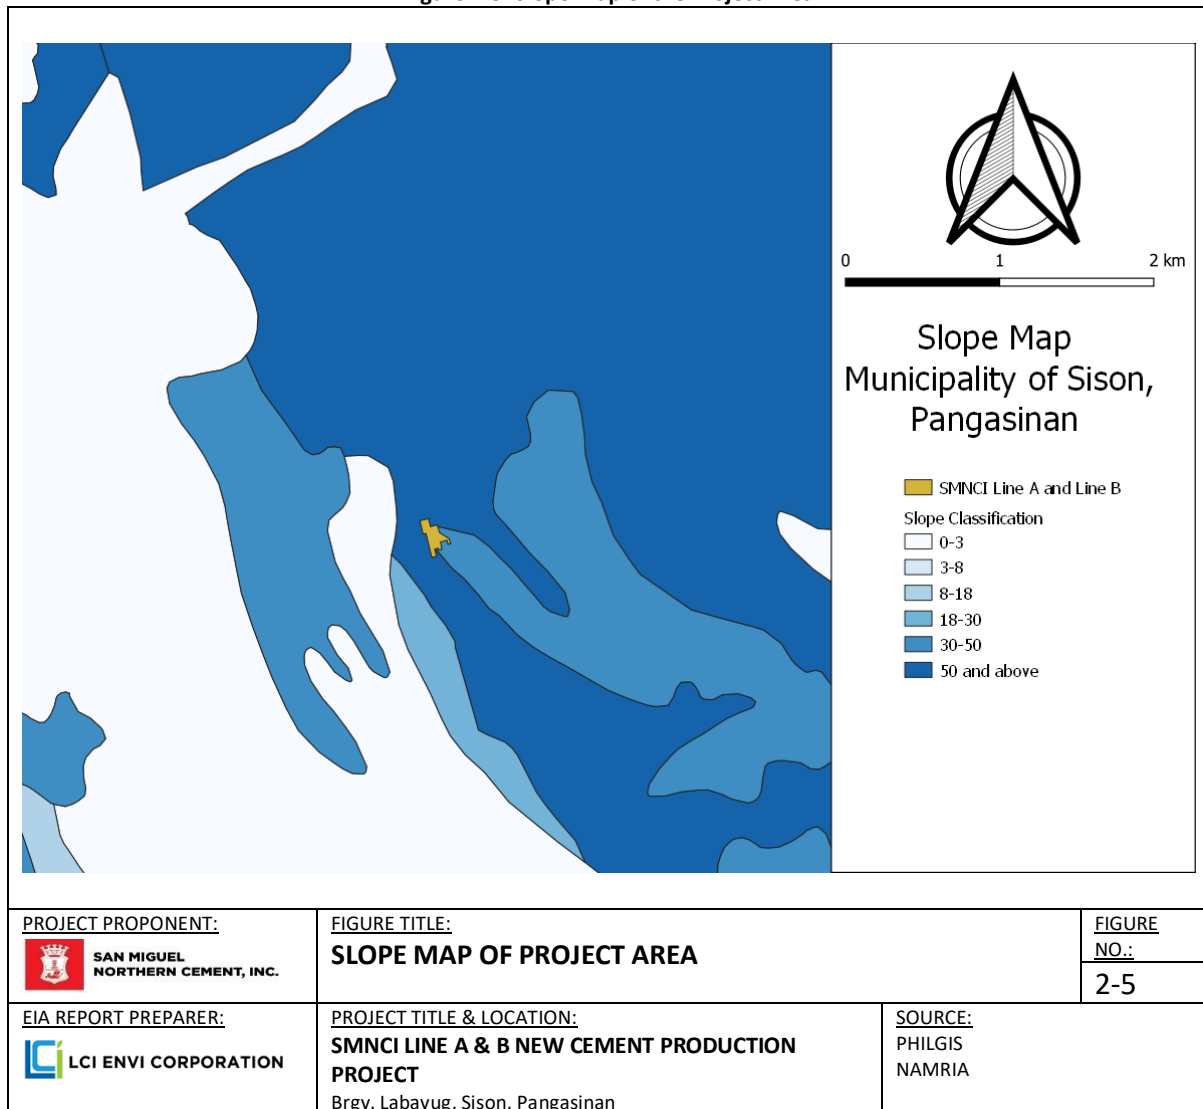 0 1 2 km
Slope Map
Municipality of Sison,
Pangasinan
SMNCI Line A and Line B
Slope Classification
0-3
3-8
8-18
18-30
30-50
50 and above
PROJECT PROPONENT:
SAN MIGUEL
NORTHERN CEMENT, INC.
FIGURE TITLE:
SLOPE MAP OF PROJECT AREA
FIGURE
NO.:
2-5
EIA REPORT PREPARER:
LCI ENVI CORPORATION
PROJECT TITLE & LOCATION:
SMNCI LINE A & B NEW CEMENT PRODUCTION
PROJECT
Brgy. Labayug, Sison, Pangasinan
SOURCE:
PHILGIS
NAMRIA